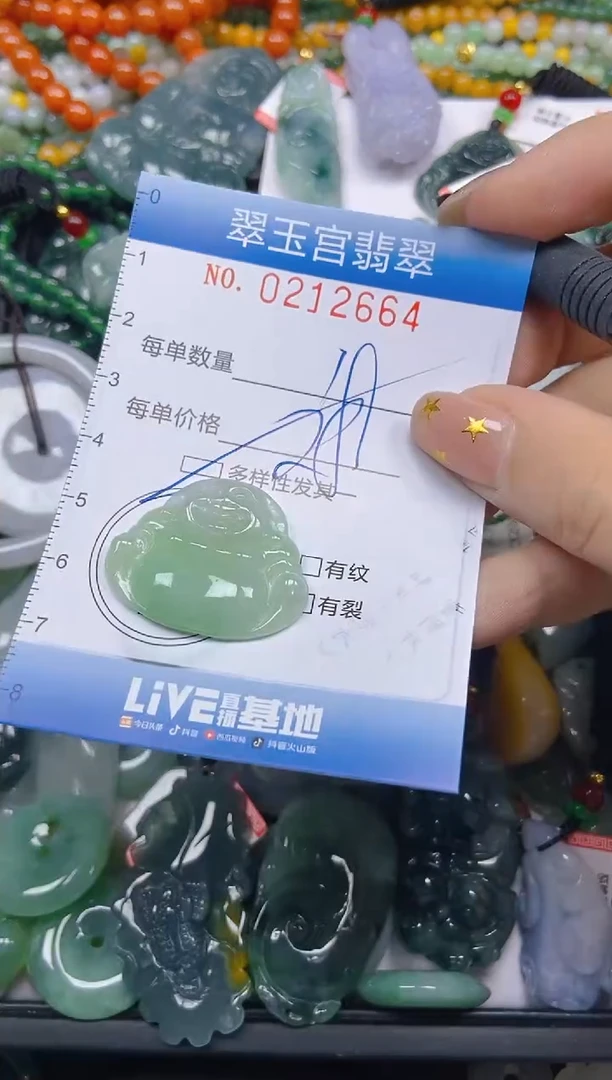 翠玉宫翡翠
NO. 0212664
每单数量
每单价格
多样性发其
有纹
有裂
LiVE直播基地
今日头条 抖音 西瓜视频 抖音火山版
0
1
2
3
4
5
6
7
8